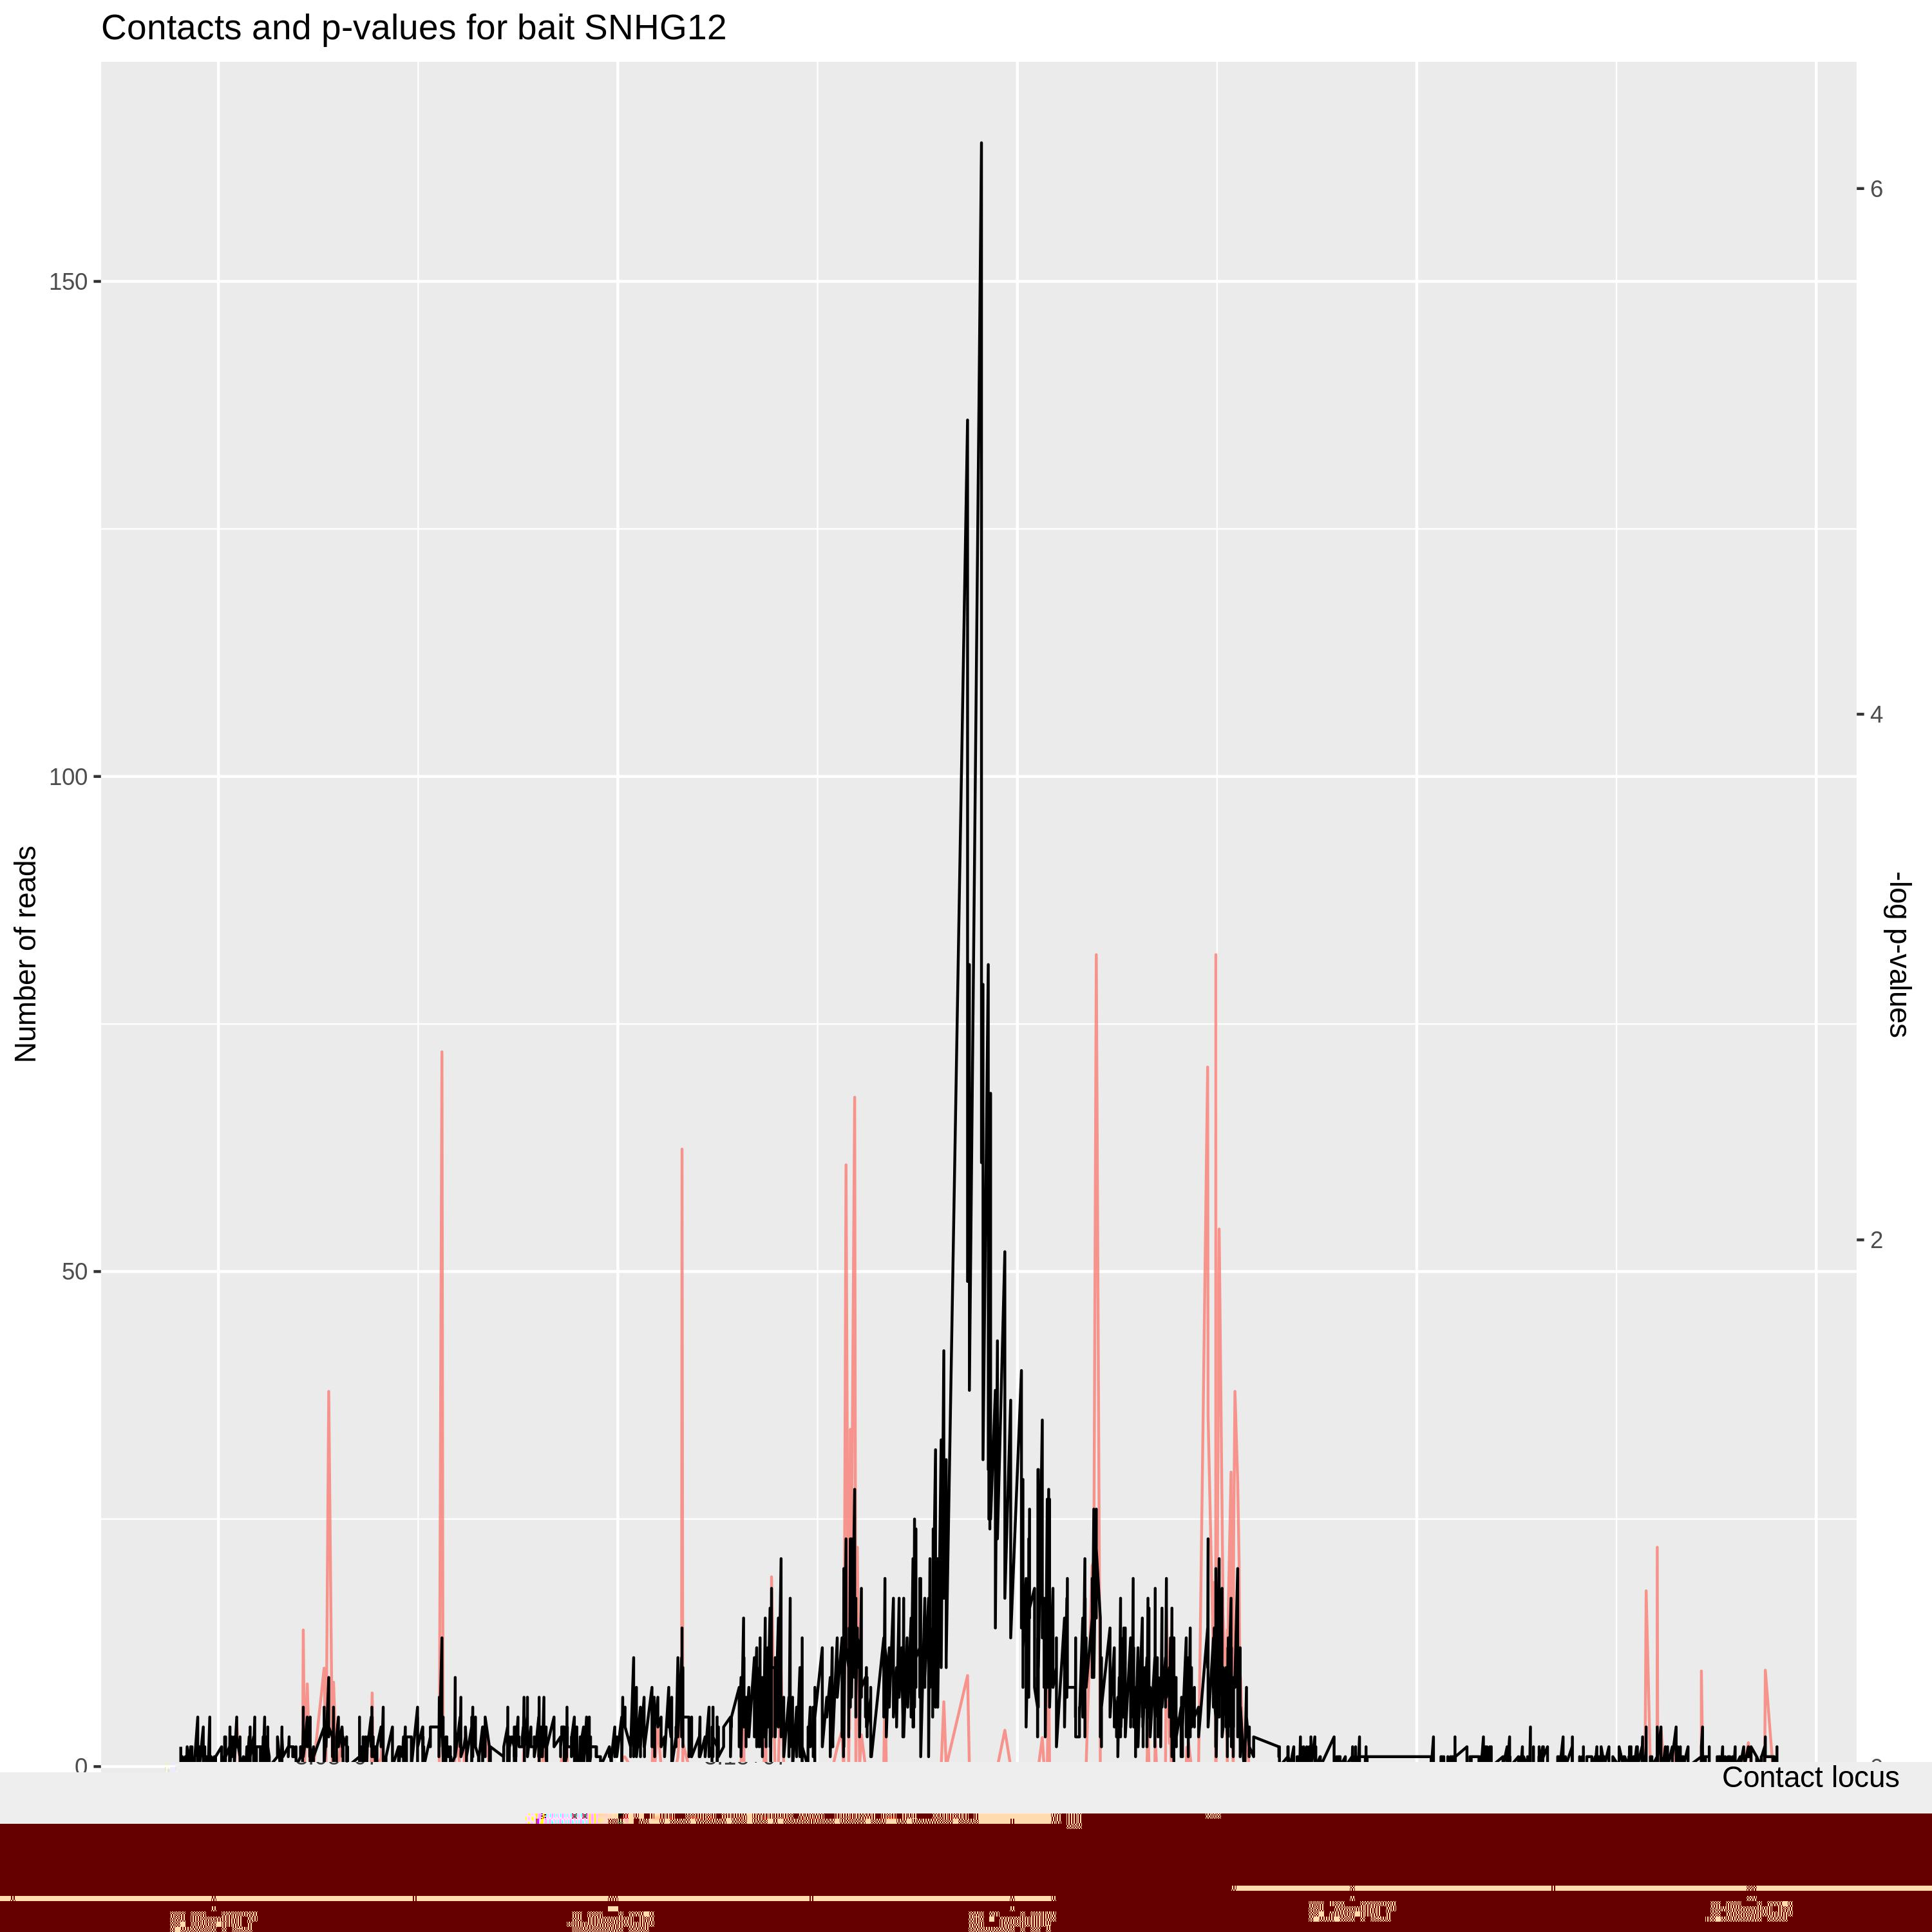 Contacts and p-values for bait SNHG12
Number of reads
150
100
50
0
6
4
2
-log p-values
Contact locus